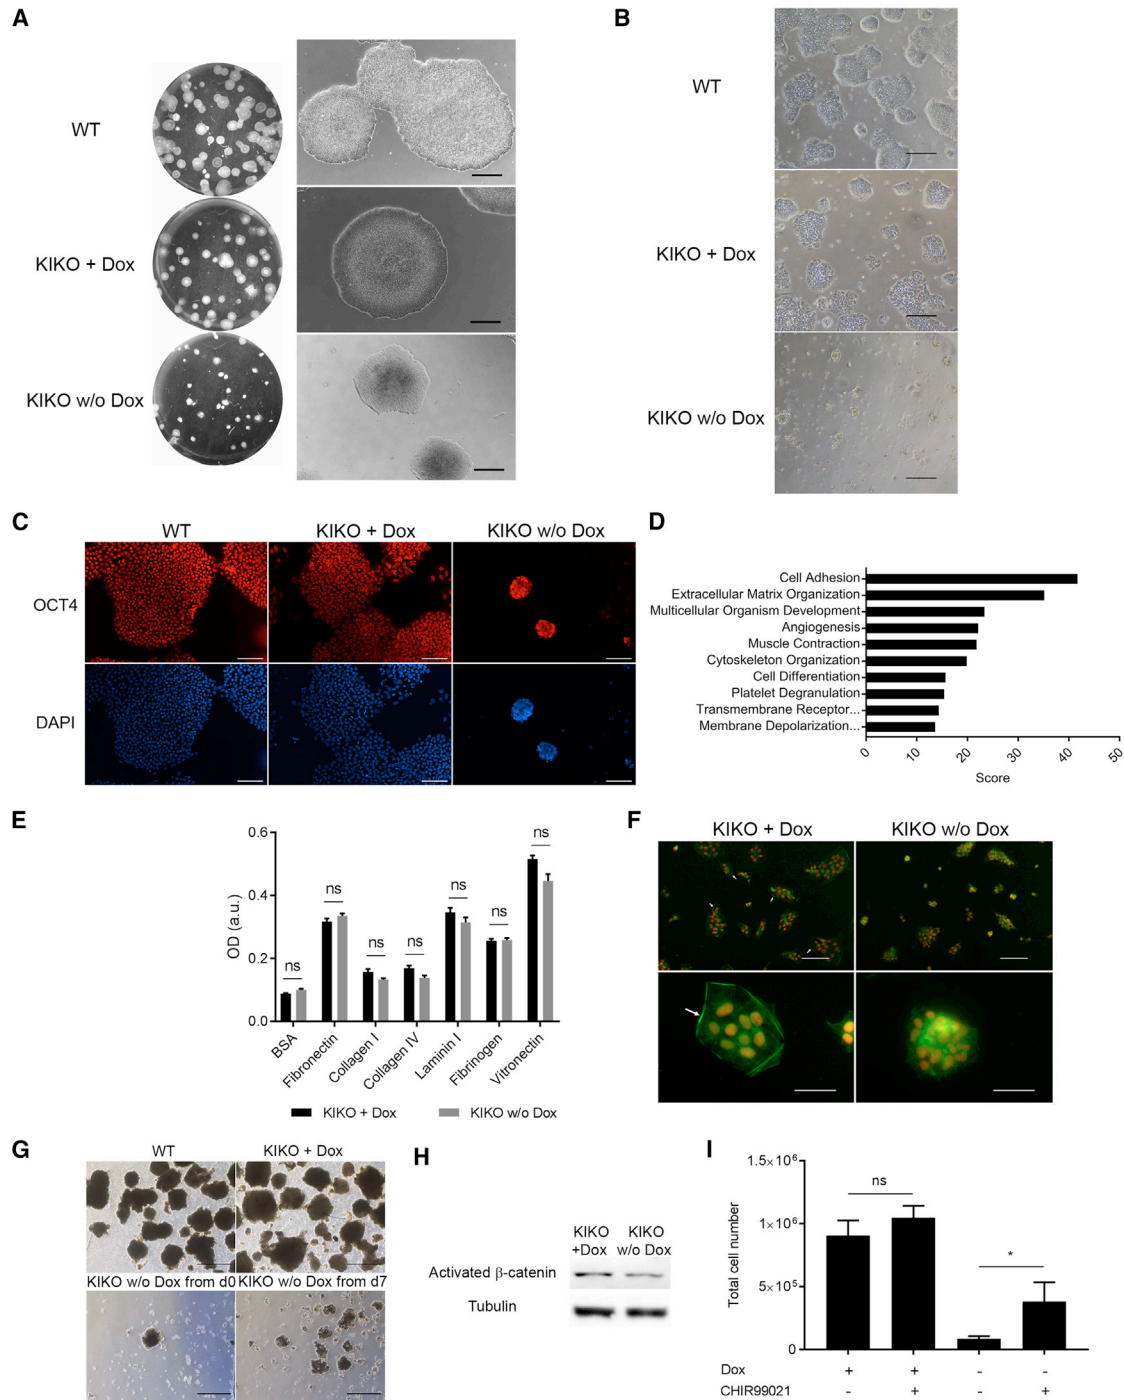 A
WT
KIKO + Dox
KIKO w/o Dox
B
WT
KIKO + Dox
KIKO w/o Dox
C
WT
KIKO + Dox
KIKO w/o Dox
OCT4
DAPI
D
Cell Adhesion
Extracellular Matrix Organization
Multicellular Organism Development
Angiogenesis
Muscle Contraction
Cytoskeleton Organization
Cell Differentiation
Platelet Degranulation
Transmembrane Receptor...
Membrane Depolarization...
0 10 20 30 40 50
Score
E
OD (a.u.)
0.6
0.4
0.2
0.0
ns ns ns ns ns ns ns
BSA Fibronectin Collagen I Collagen IV Laminin I Fibrinogen Vitronectin
KIKO + Dox KIKO w/o Dox
F
KIKO + Dox
KIKO w/o Dox
G
WT
KIKO + Dox
KIKO w/o Dox from d0
KIKO w/o Dox from d7
H
KIKO +Dox
KIKO w/o Dox
Activated β-catenin
Tubulin
I
Total cell number
1.5×10⁶
1×10⁶
5×10⁵
0
ns
*
Dox + + - -
CHIR99021 - + - +